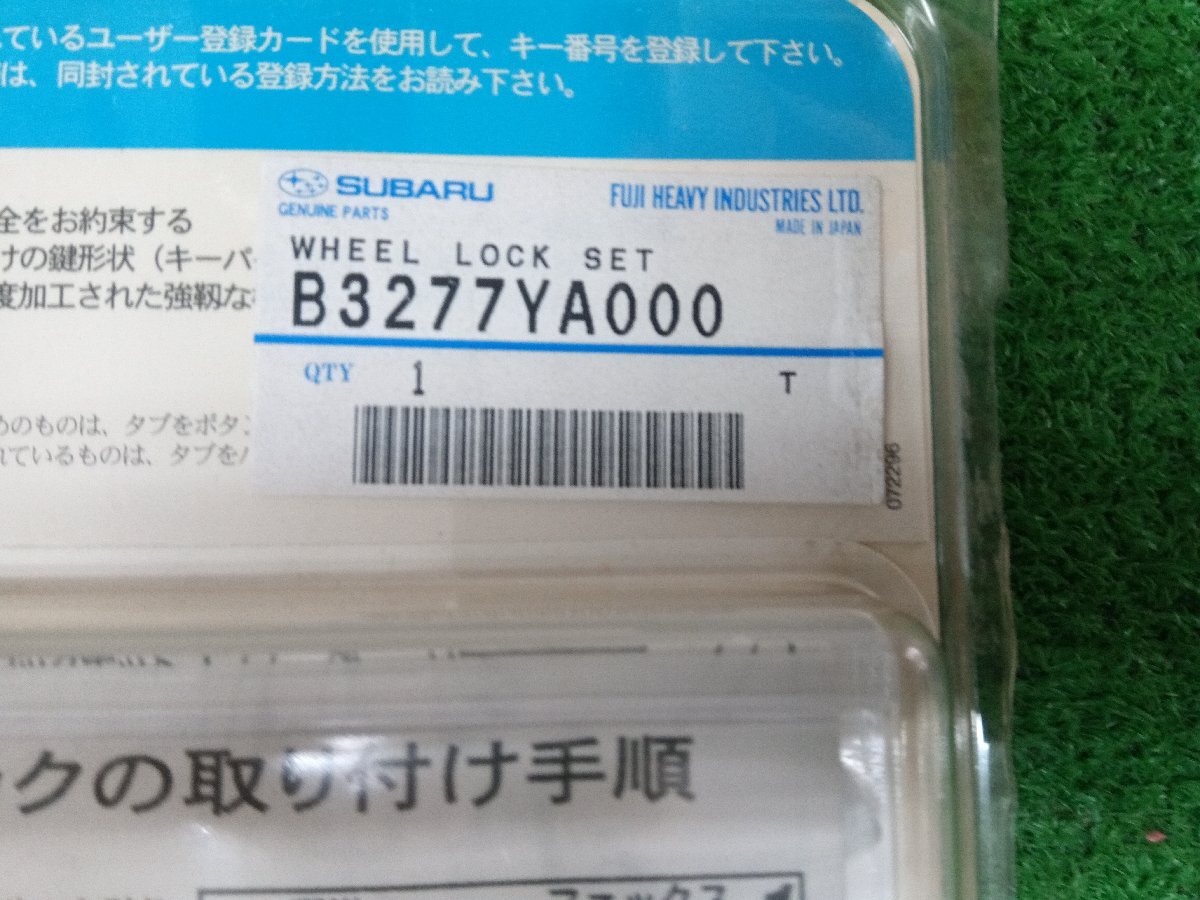 ているユーザー登録カードを使用して、キー番号を登録して下さい。
は、同封されている登録方法をお読み下さい。
SUBARU
GENUINE PARTS
FUJI HEAVY INDUSTRIES LTD.
MADE IN JAPAN
全をお約束する
けの鍵形状（キーパ
度加工された強靱な
WHEEL LOCK SET
B3277YA000
QTY 1 T
のものは、タブをボタン
れているものは、タブを
072296
クの取り付け手順